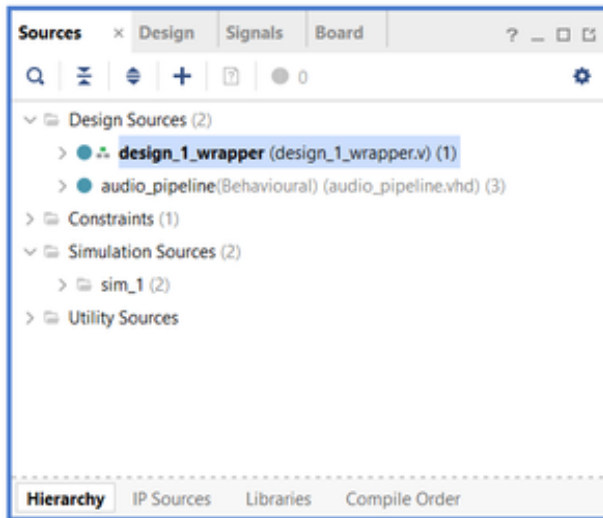 Sources × Design Signals Board ? _
0
Design Sources (2)
design_1_wrapper (design_1_wrapper.v) (1)
audio_pipeline(Behavioural) (audio_pipeline.vhd) (3)
Constraints (1)
Simulation Sources (2)
sim_1 (2)
Utility Sources
Hierarchy IP Sources Libraries Compile Order